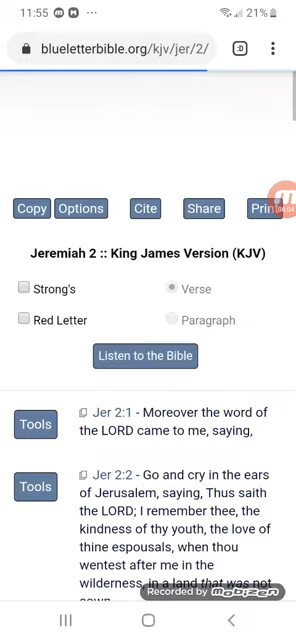 11:55 M M ... 21%
blueletterbible.org/kjv/jer/2/ :D
Copy Options Cite Share Print
00:04
Jeremiah 2 :: King James Version (KJV)
Strong's Verse
Red Letter Paragraph
Listen to the Bible
Tools Jer 2:1 - Moreover the word of
the LORD came to me, saying,
Tools Jer 2:2 - Go and cry in the ears
of Jerusalem, saying, Thus saith
the LORD; I remember thee, the
kindness of thy youth, the love of
thine espousals, when thou
wentest after me in the
wilderness, in a land that was not
sown.
Recorded by mobizen